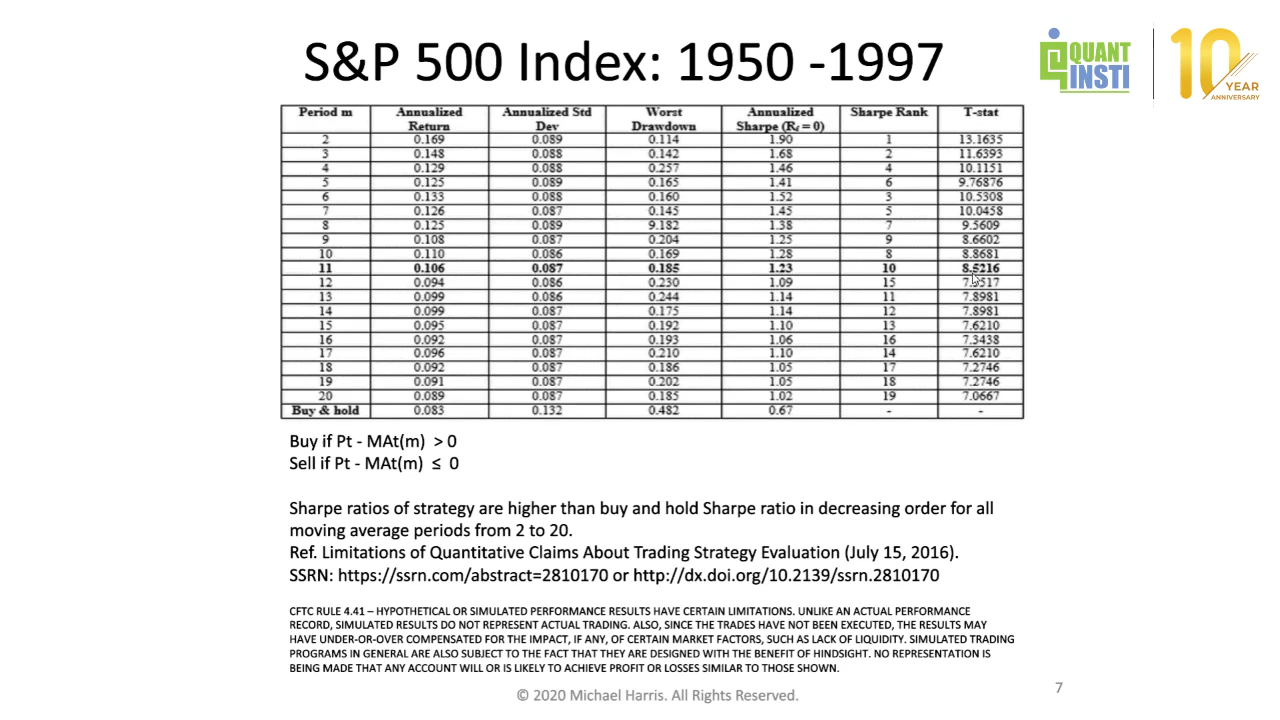 S&P 500 Index: 1950 -1997
QUANT
INSTI
10
YEAR
ANNIVERSARY
Period m Annualized Return Annualized Std Dev Worst Drawdown Annualized Sharpe (Rf = 0) Sharpe Rank T-stat
2 0.169 0.089 0.114 1.90 1 13.1635
3 0.148 0.088 0.142 1.68 2 11.6393
4 0.129 0.088 0.257 1.46 4 10.1151
5 0.125 0.089 0.165 1.41 6 9.76876
6 0.133 0.088 0.160 1.52 3 10.5308
7 0.126 0.087 0.145 1.45 5 10.0458
8 0.125 0.089 9.182 1.38 7 9.5609
9 0.108 0.087 0.204 1.25 9 8.6602
10 0.110 0.086 0.169 1.28 8 8.8681
11 0.106 0.087 0.185 1.23 10 8.5216
12 0.094 0.086 0.230 1.09 15
13 0.099 0.086 0.244 1.14 11 7.8981
14 0.099 0.087 0.175 1.14 12 7.8981
15 0.095 0.087 0.192 1.10 13 7.6210
16 0.092 0.087 0.193 1.06 16 7.3438
17 0.096 0.087 0.210 1.10 14 7.6210
18 0.092 0.087 0.186 1.05 17 7.2746
19 0.091 0.087 0.202 1.05 18 7.2746
20 0.089 0.087 0.185 1.02 19 7.0667
Buy & hold 0.083 0.132 0.482 0.67 - -
Buy if Pt - MAt(m) > 0
Sell if Pt - MAt(m) ≤ 0
Sharpe ratios of strategy are higher than buy and hold Sharpe ratio in decreasing order for all
moving average periods from 2 to 20.
Ref. Limitations of Quantitative Claims About Trading Strategy Evaluation (July 15, 2016).
SSRN: https://ssrn.com/abstract=2810170 or http://dx.doi.org/10.2139/ssrn.2810170
CFTC RULE 4.41 – HYPOTHETICAL OR SIMULATED PERFORMANCE RESULTS HAVE CERTAIN LIMITATIONS. UNLIKE AN ACTUAL PERFORMANCE
RECORD, SIMULATED RESULTS DO NOT REPRESENT ACTUAL TRADING. ALSO, SINCE THE TRADES HAVE NOT BEEN EXECUTED, THE RESULTS MAY
HAVE UNDER-OR-OVER COMPENSATED FOR THE IMPACT, IF ANY, OF CERTAIN MARKET FACTORS, SUCH AS LACK OF LIQUIDITY. SIMULATED TRADING
PROGRAMS IN GENERAL ARE ALSO SUBJECT TO THE FACT THAT THEY ARE DESIGNED WITH THE BENEFIT OF HINDSIGHT. NO REPRESENTATION IS
BEING MADE THAT ANY ACCOUNT WILL OR IS LIKELY TO ACHIEVE PROFIT OR LOSSES SIMILAR TO THOSE SHOWN.
© 2020 Michael Harris. All Rights Reserved.
7